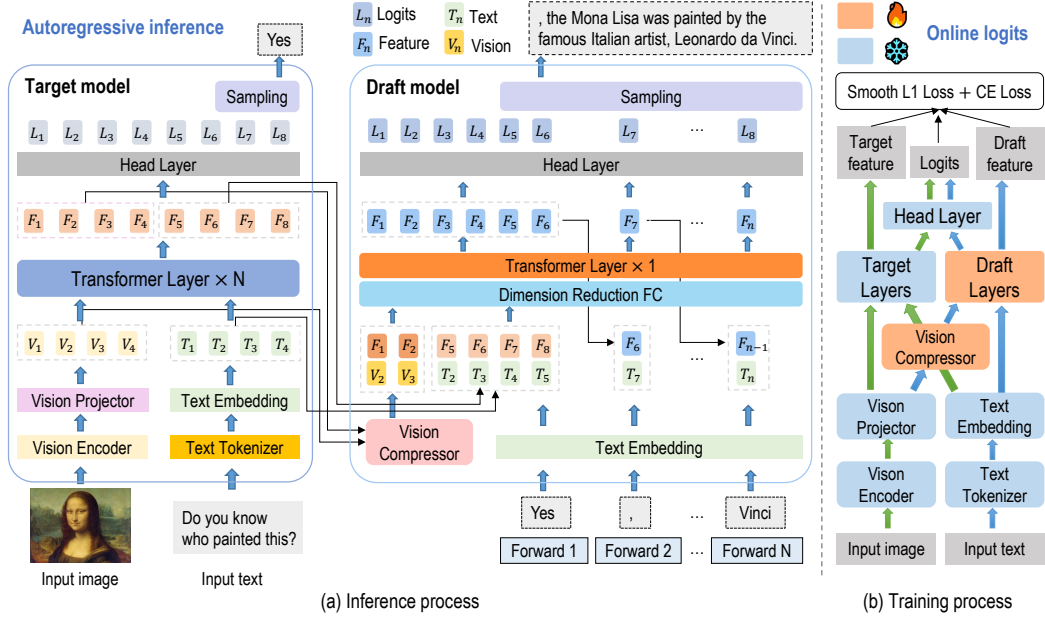 Autoregressive inference
Yes
Target model
Sampling
L1 L2 L3 L4 L5 L6 L7 L8
Head Layer
F1 F2 F3 F4 F5 F6 F7 F8
Transformer Layer × N
V1 V2 V3 V4
T1 T2 T3 T4
Vision Projector
Text Embedding
Vision Encoder
Text Tokenizer
Do you know
who painted this?
Input image
Input text
Ln Logits
Tn Text
Fn Feature
Vn Vision
, the Mona Lisa was painted by the
famous Italian artist, Leonardo da Vinci.
Draft model
Sampling
L1 L2 L3 L4 L5 L6 L7 ... L8
Head Layer
F1 F2 F3 F4 F5 F6 F7 ... Fn
Transformer Layer × 1
Dimension Reduction FC
F1 F2 F5 F6 F7 F8 F6 Fn−1
...
V2 V3 T2 T3 T4 T5 T7 Tn
Vision
Compressor
Text Embedding
Yes , ... Vinci
Forward 1 Forward 2 ... Forward N
(a) Inference process
Online logits
Smooth L1 Loss + CE Loss
Target
feature
Logits
Draft
feature
Head Layer
Target
Layers
Draft
Layers
Vision
Compressor
Vison
Projector
Text
Embedding
Vison
Encoder
Text
Tokenizer
Input image
Input text
(b) Training process